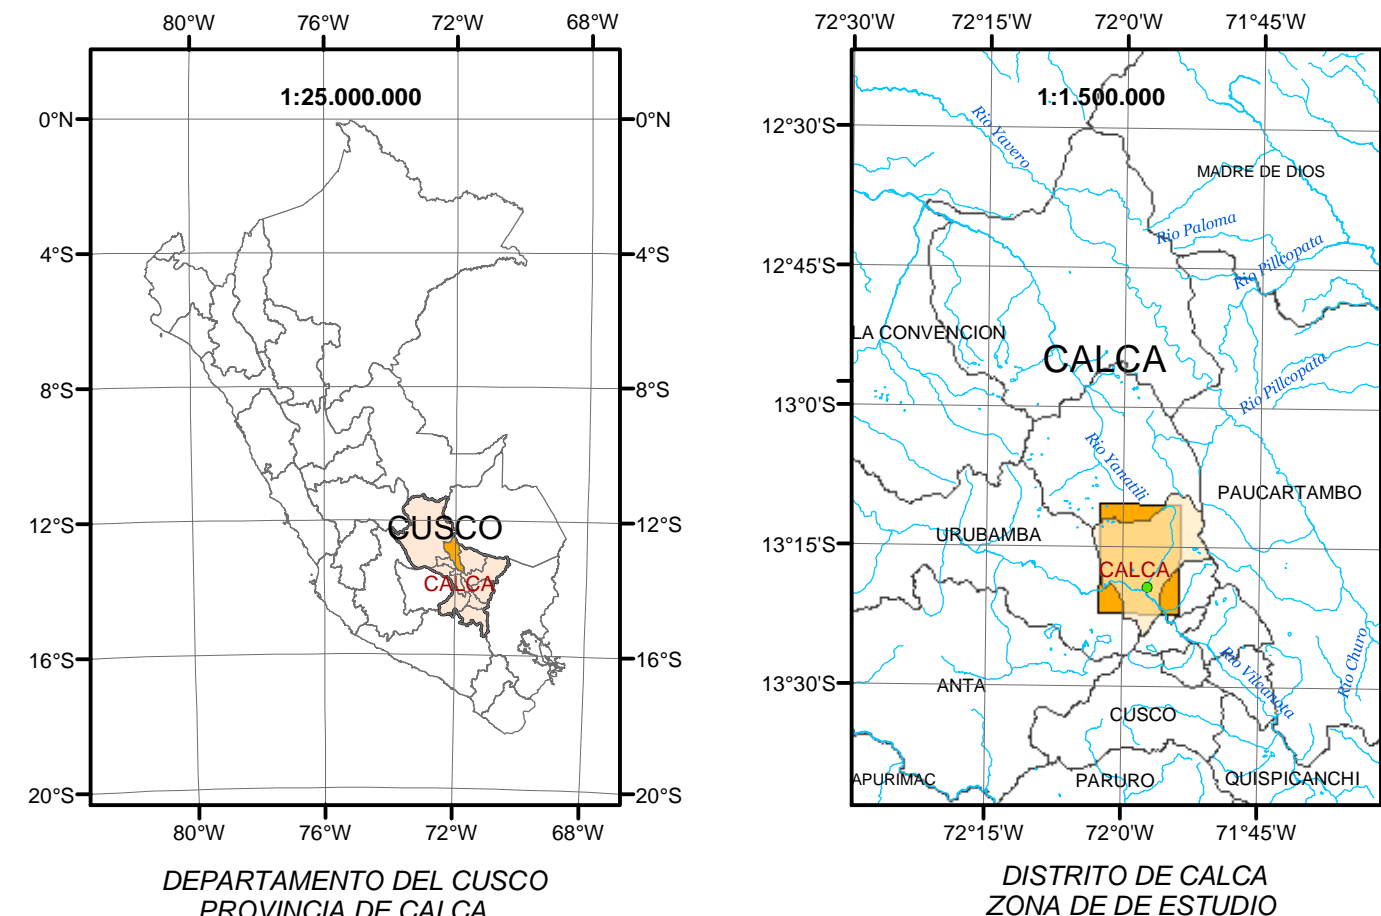 80°W 76°W 72°W 68°W
1:25.000.000
0°N 0°N
4°S 4°S
8°S 8°S
12°S 12°S
CUSCO
CALCA
16°S 16°S
20°S 20°S
80°W 76°W 72°W 68°W
DEPARTAMENTO DEL CUSCO
PROVINCIA DE CALCA
72°30'W 72°15'W 72°0'W 71°45'W
1:1.500.000
12°30'S
Rio Yavero
MADRE DE DIOS
Rio Paloma
Rio Pillcopata
12°45'S
LA CONVENCION
CALCA
Rio Pillcopata
13°0'S
Rio Yanatili
PAUCARTAMBO
URUBAMBA
13°15'S
CALCA
Rio Churo
Rio Vilcanota
13°30'S
ANTA
CUSCO
APURIMAC
PARURO
QUISPICANCHI
72°15'W 72°0'W 71°45'W
DISTRITO DE CALCA
ZONA DE DE ESTUDIO